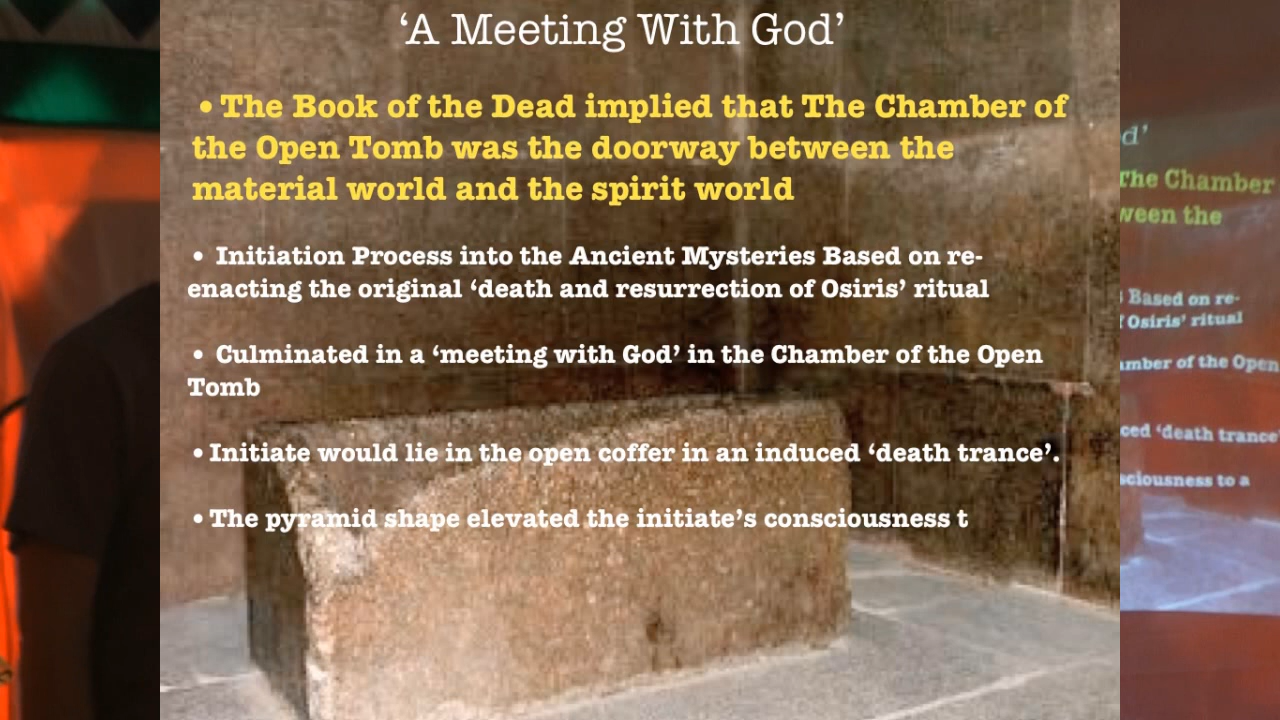 ‘A Meeting With God’
• The Book of the Dead implied that The Chamber of
the Open Tomb was the doorway between the
material world and the spirit world
• Initiation Process into the Ancient Mysteries Based on re-
enacting the original ‘death and resurrection of Osiris’ ritual
• Culminated in a ‘meeting with God’ in the Chamber of the Open
Tomb
• Initiate would lie in the open coffer in an induced ‘death trance’.
• The pyramid shape elevated the initiate’s consciousness t
d’
The Chamber
ween the
Based on re-
f Osiris’ ritual
amber of the Open
ced ‘death trance’
sciousness to a